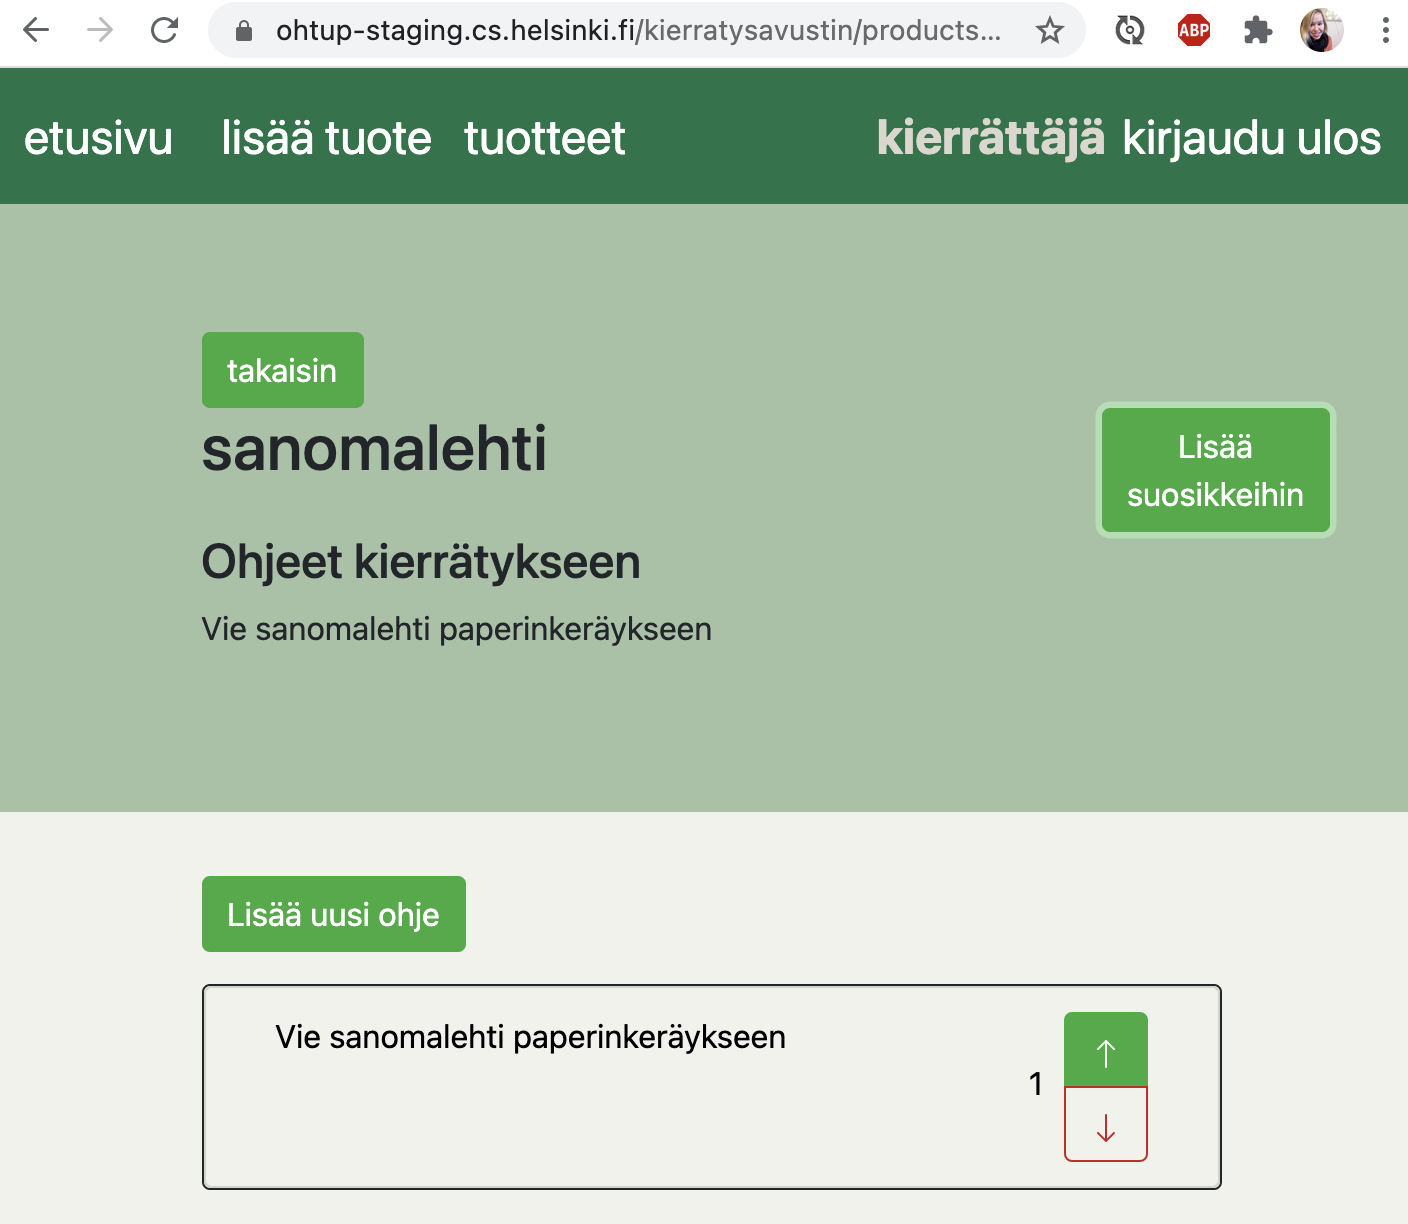 ohtup-staging.cs.helsinki.fi/kierratysavustin/products...
ABP
etusivu lisää tuote tuotteet kierrättäjä kirjaudu ulos
takaisin
sanomalehti
Lisää
suosikkeihin
Ohjeet kierrätykseen
Vie sanomalehti paperinkeräykseen
Lisää uusi ohje
Vie sanomalehti paperinkeräykseen
1